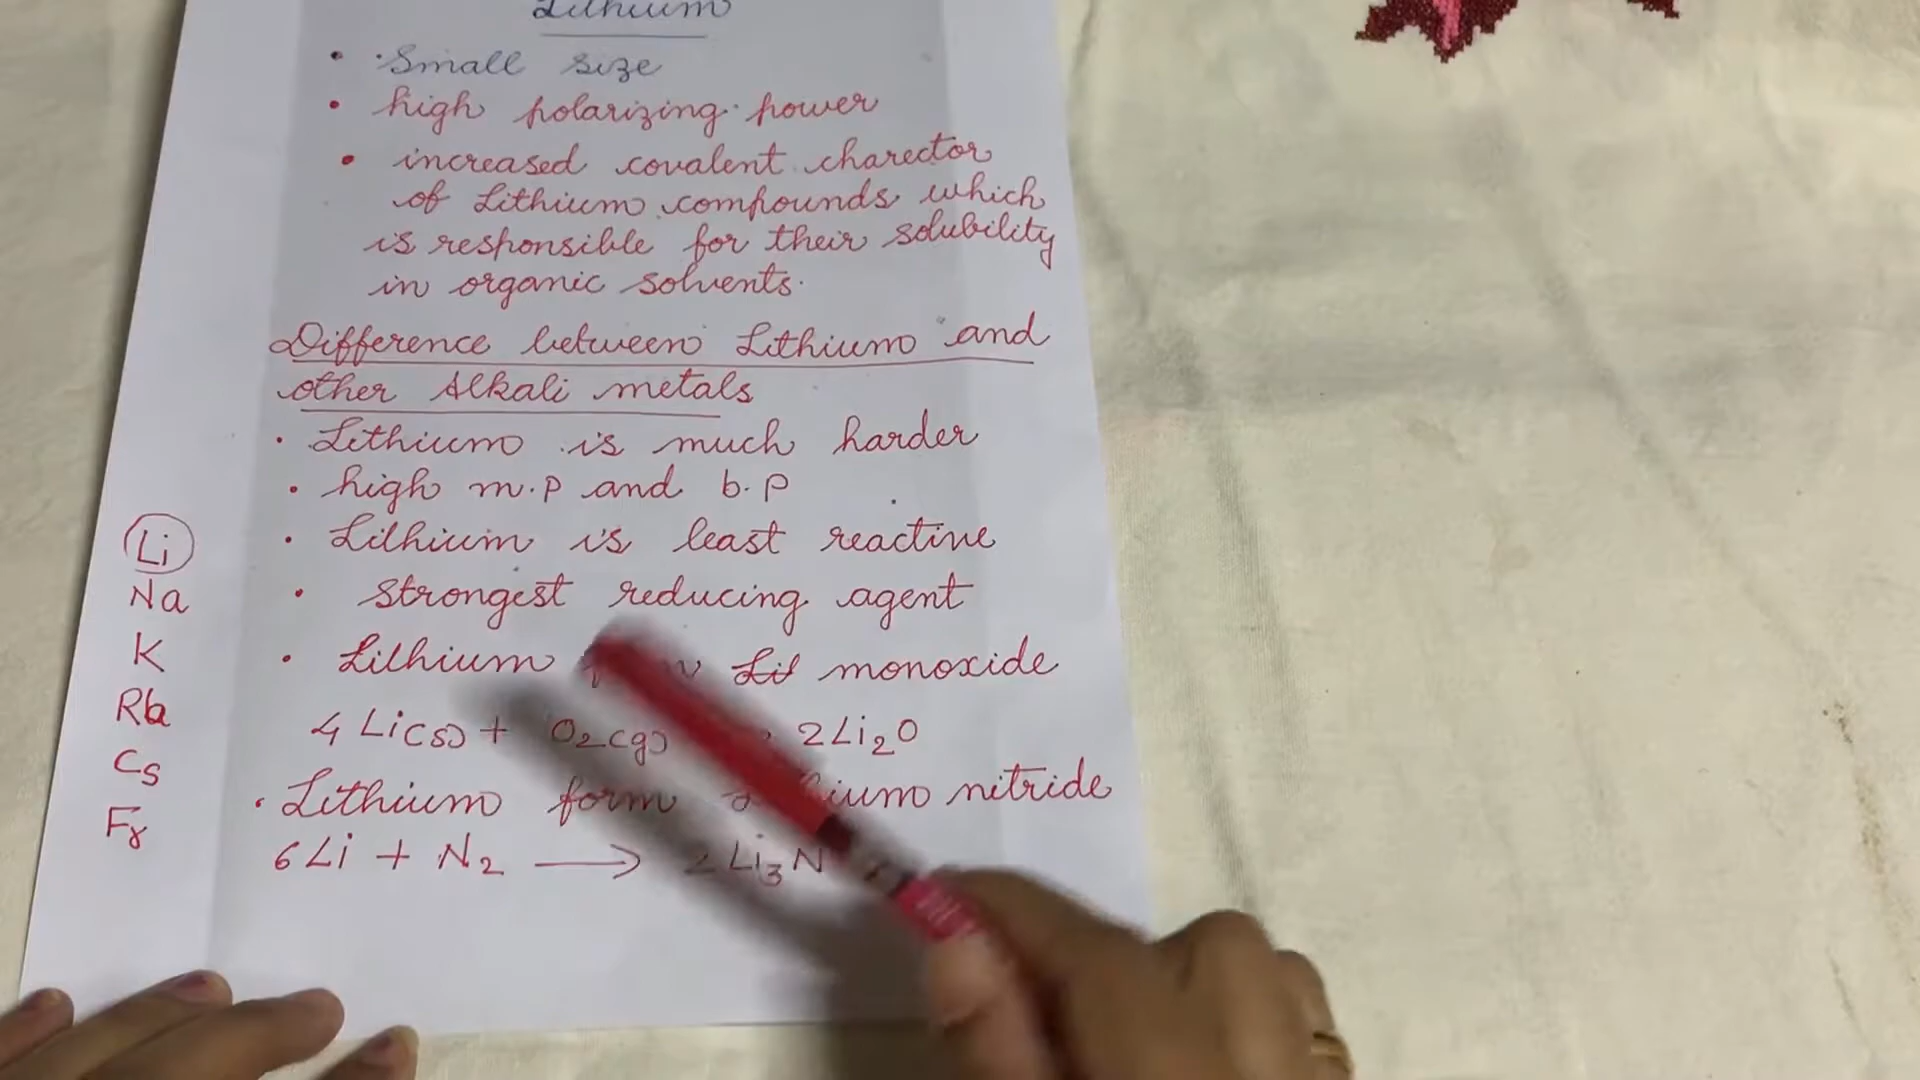 Lithium
• Small size
• high polarizing power
• increased covalent charector
of Lithium compounds which
is responsible for their solubility
in organic solvents.
Difference between Lithium and
other Alkali metals
• Lithium is much harder
• high m.p and b.p
• Lithium is least reactive
• Strongest reducing agent
• Lithium monoxide
4 Li(s) + O2(g) 2Li2O
• Lithium form nitride
6Li + N2 → 2Li3N
Li
Na
K
Rb
Cs
Fr